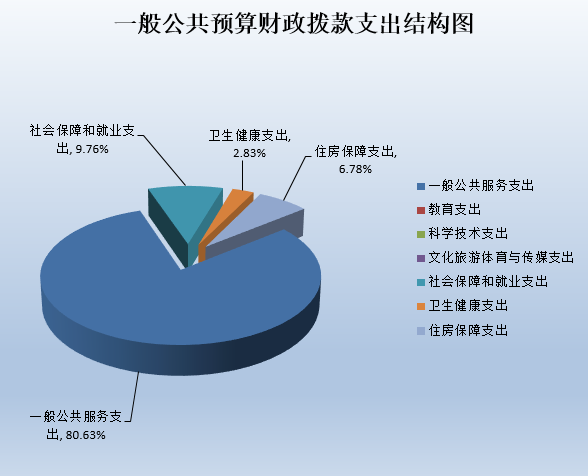 一般公共预算财政拨款支出结构图
社会保障和就业支
出, 9.76%
卫生健康支出,
2.83%
住房保障支出,
6.78%
一般公共服务支出
教育支出
科学技术支出
文化旅游体育与传媒支出
社会保障和就业支出
卫生健康支出
住房保障支出
一般公共服务支
出, 80.63%